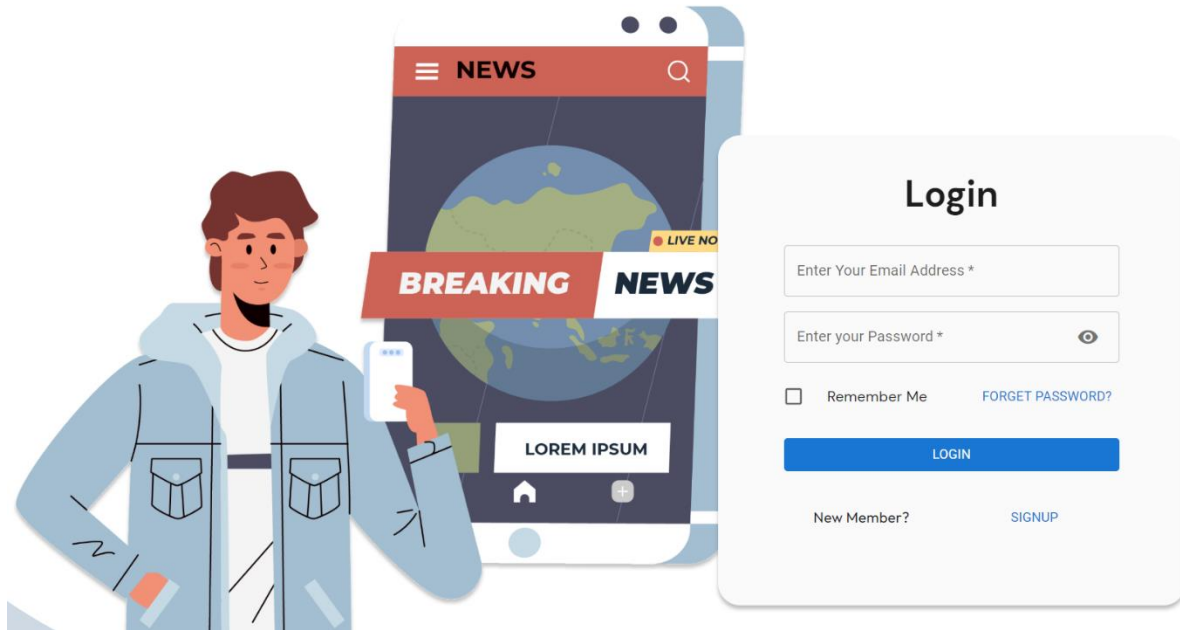 NEWS
LIVE NO
BREAKING NEWS
LOREM IPSUM
Login
Enter Your Email Address *
Enter your Password *
Remember Me FORGET PASSWORD?
LOGIN
New Member? SIGNUP